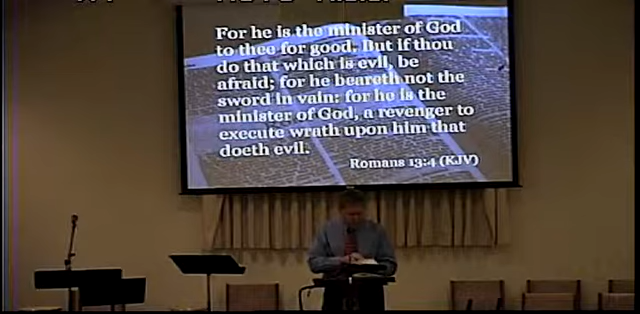 For he is the minister of God
to thee for good. But if thou
do that which is evil, be
afraid; for he beareth not the
sword in vain: for he is the
minister of God, a revenger to
execute wrath upon him that
doeth evil.
Romans 13:4 (KJV)